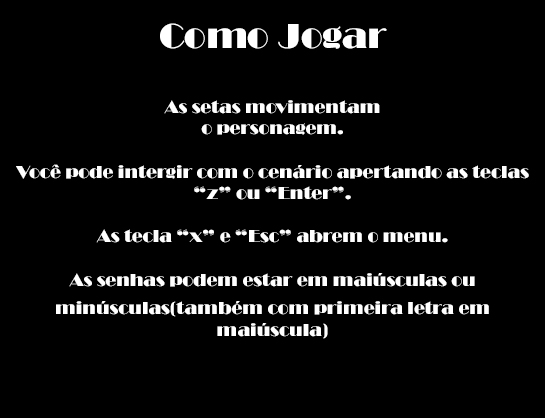 Como Jogar
As setas movimentam
o personagem.
Você pode intergir com o cenário apertando as teclas
“z” ou “Enter”.
As tecla “x” e “Esc” abrem o menu.
As senhas podem estar em maiúsculas ou
minúsculas(também com primeira letra em
maiúscula)